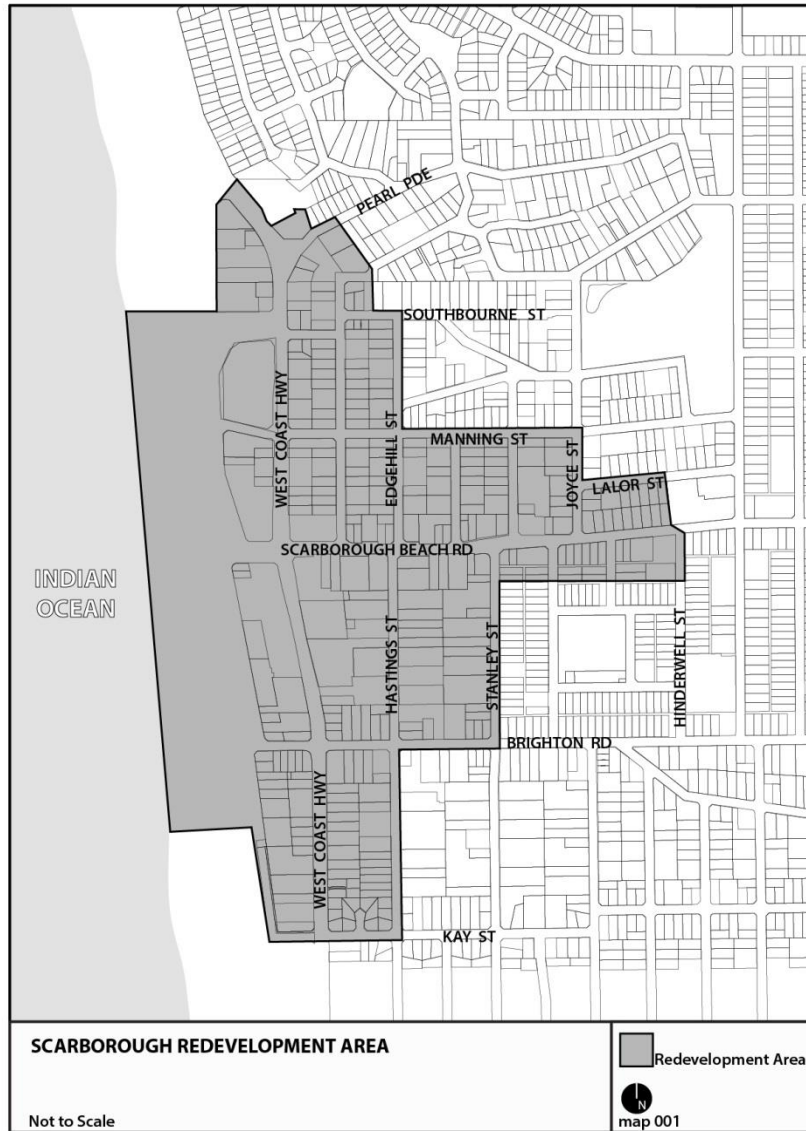 PEARL PDE
SOUTHBOURNE ST
WEST COAST HWY
EDGEHILL ST
MANNING ST
JOYCE ST
LALOR ST
SCARBOROUGH BEACH RD
INDIAN
OCEAN
HASTINGS ST
STANLEY ST
HINDERWELL ST
BRIGHTON RD
WEST COAST HWY
KAY ST
SCARBOROUGH REDEVELOPMENT AREA
Not to Scale
Redevelopment Area
N
map 001